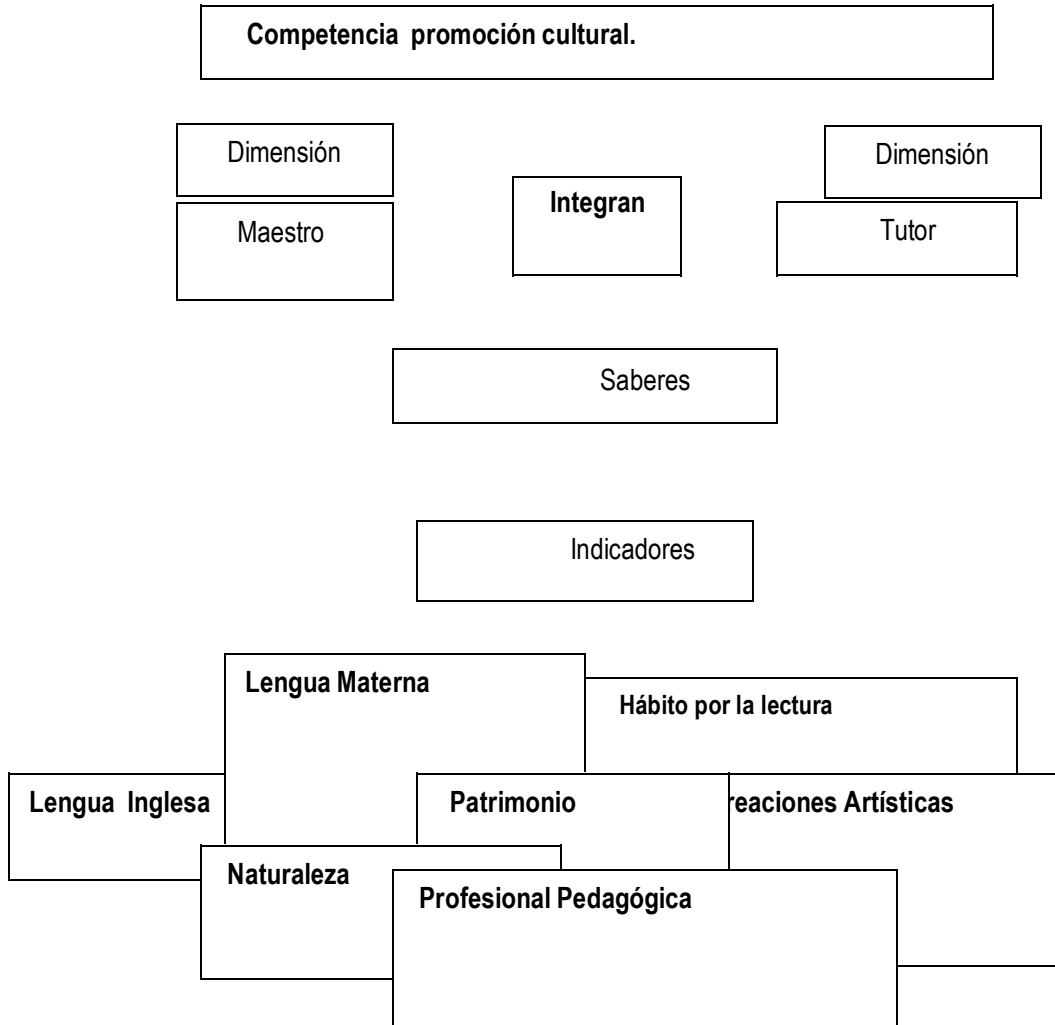 Competencia promoción cultural.
Dimensión
Dimensión
Integran
Maestro
Tutor
Saberes
Indicadores
Lengua Materna
Hábito por la lectura
Lengua Inglesa
Patrimonio
reaciones Artísticas
Naturaleza
Profesional Pedagógica